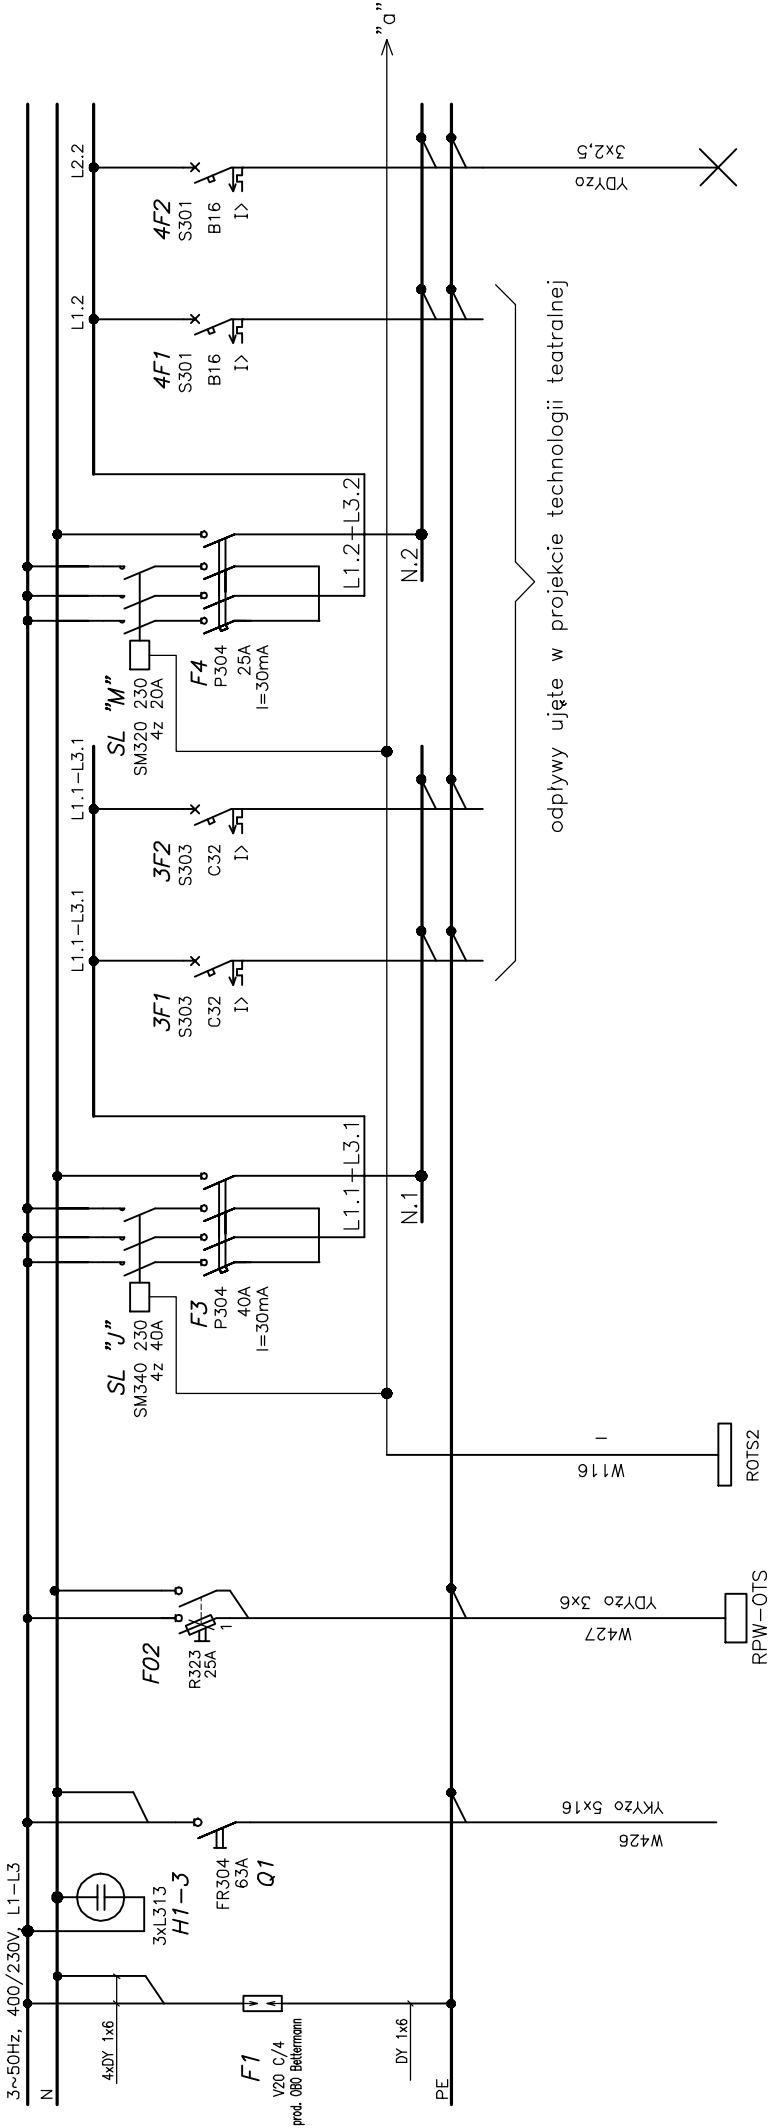 3~50Hz, 400/230V, L1-L3
N
PE
4xDY 1x6
DY 1x6
F1
V20 C/4
prod. OBO Bettermann
3xL313
H1-3
FR304
63A
Q1
W426
YKYżo 5x16
F02
R323
25A
1
W427
YDYżo 3x6
RPW-OTS
W116
-
ROTS2
SL "J"
SM340 230
4z 40A
F3
P304
40A
I=30mA
L1.1-L3.1
N.1
L1.1-L3.1
3F1
S303
C32
I>
L1.1-L3.1
3F2
S303
C32
I>
SL "M"
SM320 230
4z 20A
F4
P304
25A
I=30mA
L1.2-L3.2
N.2
L1.2
4F1
S301
B16
I>
L2.2
4F2
S301
B16
I>
YDYżo
3x2,5
"a"
odpływy ujęte w projekcie technologii teatralnej